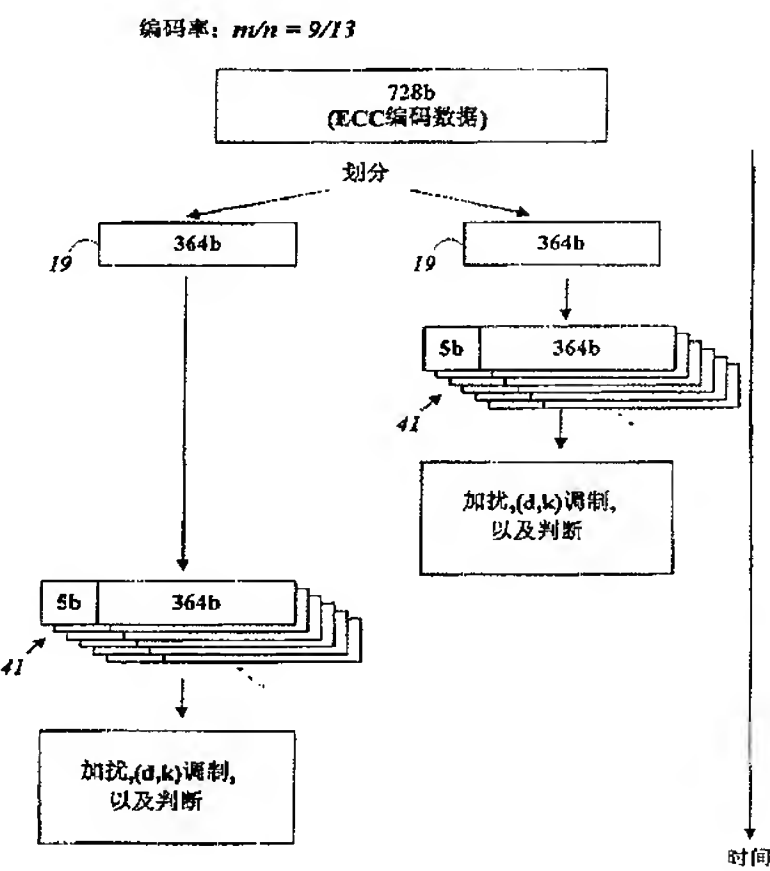 编码率：m/n = 9/13
728b
(ECC编码数据)
划分
364b
19
364b
19
5b
364b
41
加扰,(d,k)调制,
以及判断
5b
364b
41
加扰,(d,k)调制,
以及判断
时间